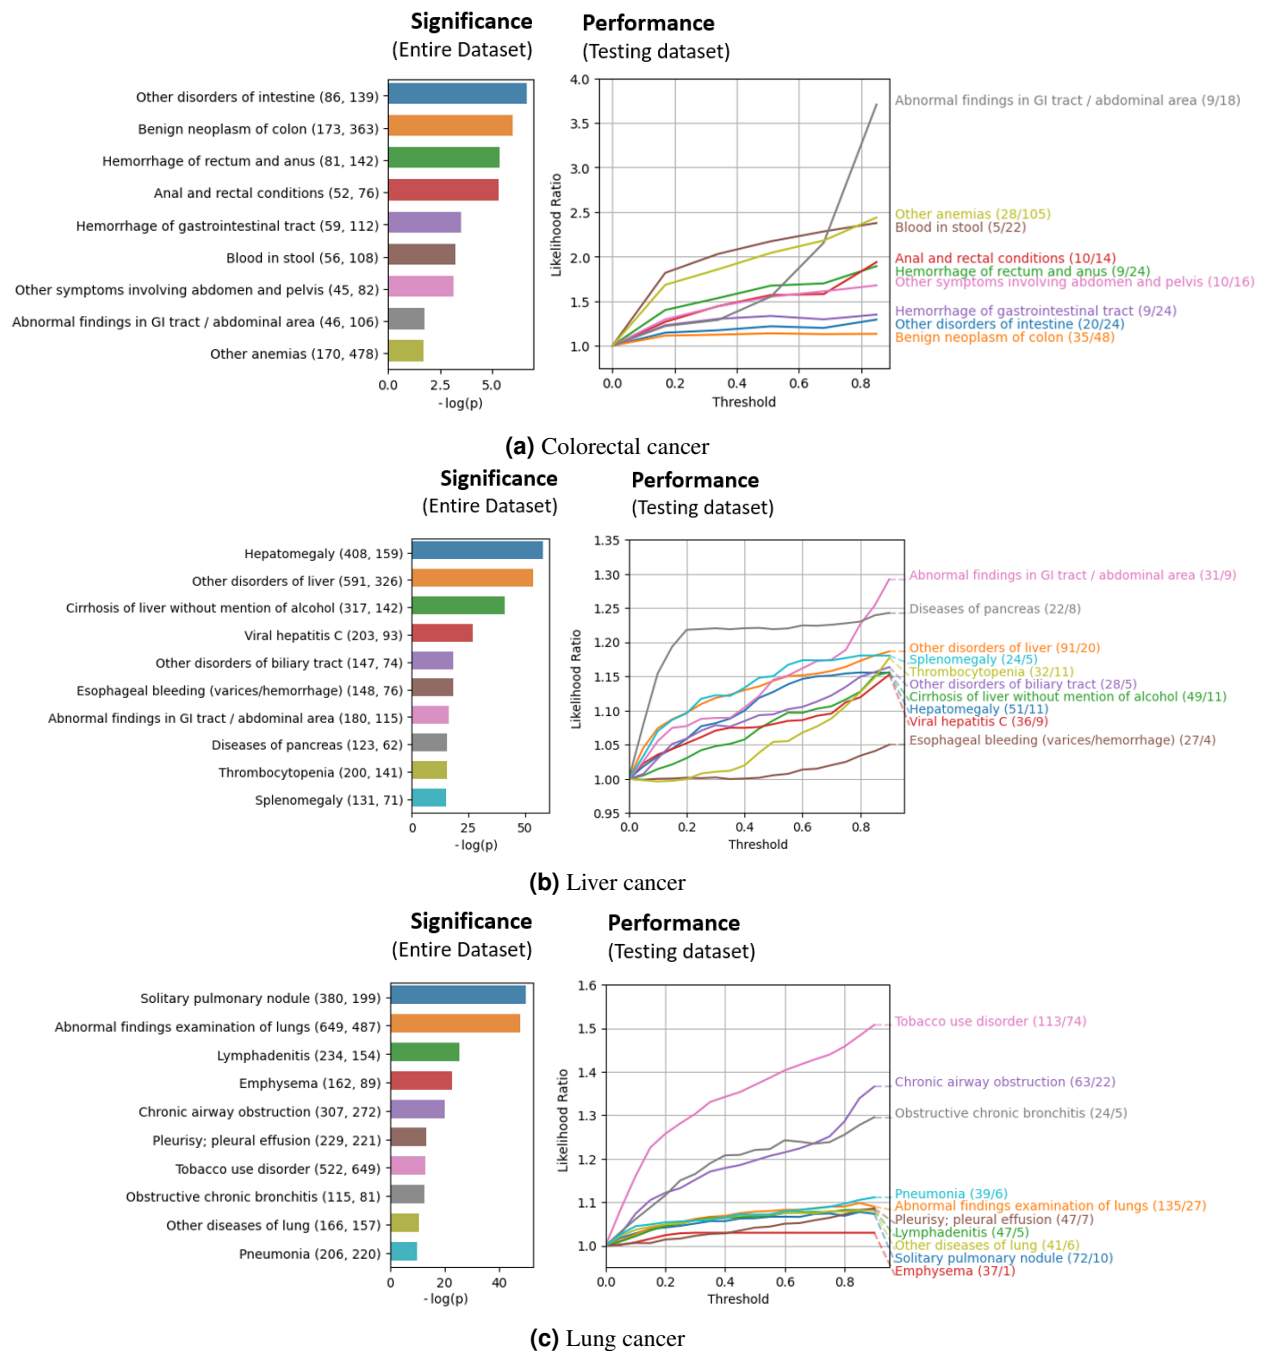 Significance
(Entire Dataset)
Performance
(Testing dataset)
Other disorders of intestine (86, 139)
Benign neoplasm of colon (173, 363)
Hemorrhage of rectum and anus (81, 142)
Anal and rectal conditions (52, 76)
Hemorrhage of gastrointestinal tract (59, 112)
Blood in stool (56, 108)
Other symptoms involving abdomen and pelvis (45, 82)
Abnormal findings in GI tract / abdominal area (46, 106)
Other anemias (170, 478)
0.0 2.5 5.0
- log(p)
Likelihood Ratio
4.0
3.5
3.0
2.5
2.0
1.5
1.0
0.0 0.2 0.4 0.6 0.8
Threshold
Abnormal findings in GI tract / abdominal area (9/18)
Other anemias (28/105)
Blood in stool (5/22)
Anal and rectal conditions (10/14)
Hemorrhage of rectum and anus (9/24)
Other symptoms involving abdomen and pelvis (10/16)
Hemorrhage of gastrointestinal tract (9/24)
Other disorders of intestine (20/24)
Benign neoplasm of colon (35/48)
(a) Colorectal cancer
Significance
(Entire Dataset)
Performance
(Testing dataset)
Hepatomegaly (408, 159)
Other disorders of liver (591, 326)
Cirrhosis of liver without mention of alcohol (317, 142)
Viral hepatitis C (203, 93)
Other disorders of biliary tract (147, 74)
Esophageal bleeding (varices/hemorrhage) (148, 76)
Abnormal findings in GI tract / abdominal area (180, 115)
Diseases of pancreas (123, 62)
Thrombocytopenia (200, 141)
Splenomegaly (131, 71)
0 25 50
- log(p)
Likelihood Ratio
1.35
1.30
1.25
1.20
1.15
1.10
1.05
1.00
0.95
0.0 0.2 0.4 0.6 0.8
Threshold
Abnormal findings in GI tract / abdominal area (31/9)
Diseases of pancreas (22/8)
Other disorders of liver (91/20)
Splenomegaly (24/5)
Thrombocytopenia (32/11)
Other disorders of biliary tract (28/5)
Cirrhosis of liver without mention of alcohol (49/11)
Hepatomegaly (51/11)
Viral hepatitis C (36/9)
Esophageal bleeding (varices/hemorrhage) (27/4)
(b) Liver cancer
Significance
(Entire Dataset)
Performance
(Testing dataset)
Solitary pulmonary nodule (380, 199)
Abnormal findings examination of lungs (649, 487)
Lymphadenitis (234, 154)
Emphysema (162, 89)
Chronic airway obstruction (307, 272)
Pleurisy; pleural effusion (229, 221)
Tobacco use disorder (522, 649)
Obstructive chronic bronchitis (115, 81)
Other diseases of lung (166, 157)
Pneumonia (206, 220)
0 20 40
- log(p)
Likelihood Ratio
1.6
1.5
1.4
1.3
1.2
1.1
1.0
0.0 0.2 0.4 0.6 0.8
Threshold
Tobacco use disorder (113/74)
Chronic airway obstruction (63/22)
Obstructive chronic bronchitis (24/5)
Pneumonia (39/6)
Abnormal findings examination of lungs (135/27)
Pleurisy; pleural effusion (47/7)
Lymphadenitis (47/5)
Other diseases of lung (41/6)
Solitary pulmonary nodule (72/10)
Emphysema (37/1)
(c) Lung cancer